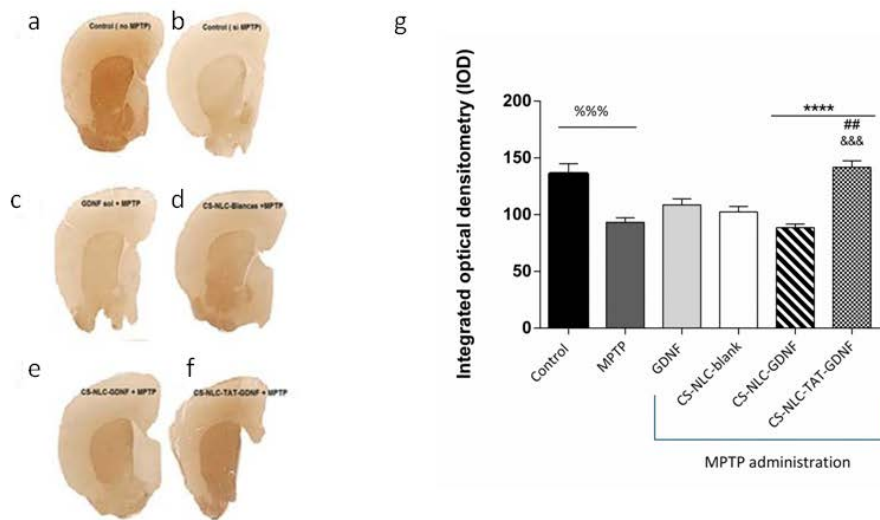 a
Control ( no MPTP)
b
Control ( si MPTP)
c
GDNF sol + MPTP
d
CS-NLC-Blancas +MPTP
e
CS-NLC-GDNF + MPTP
f
CS-NLC-TAT-GDNF + MPTP
g
Integrated optical densitometry (IOD)
200
150
100
50
0
%%%
****
##
&&&
Control
MPTP
GDNF
CS-NLC-blank
CS-NLC-GDNF
CS-NLC-TAT-GDNF
MPTP administration